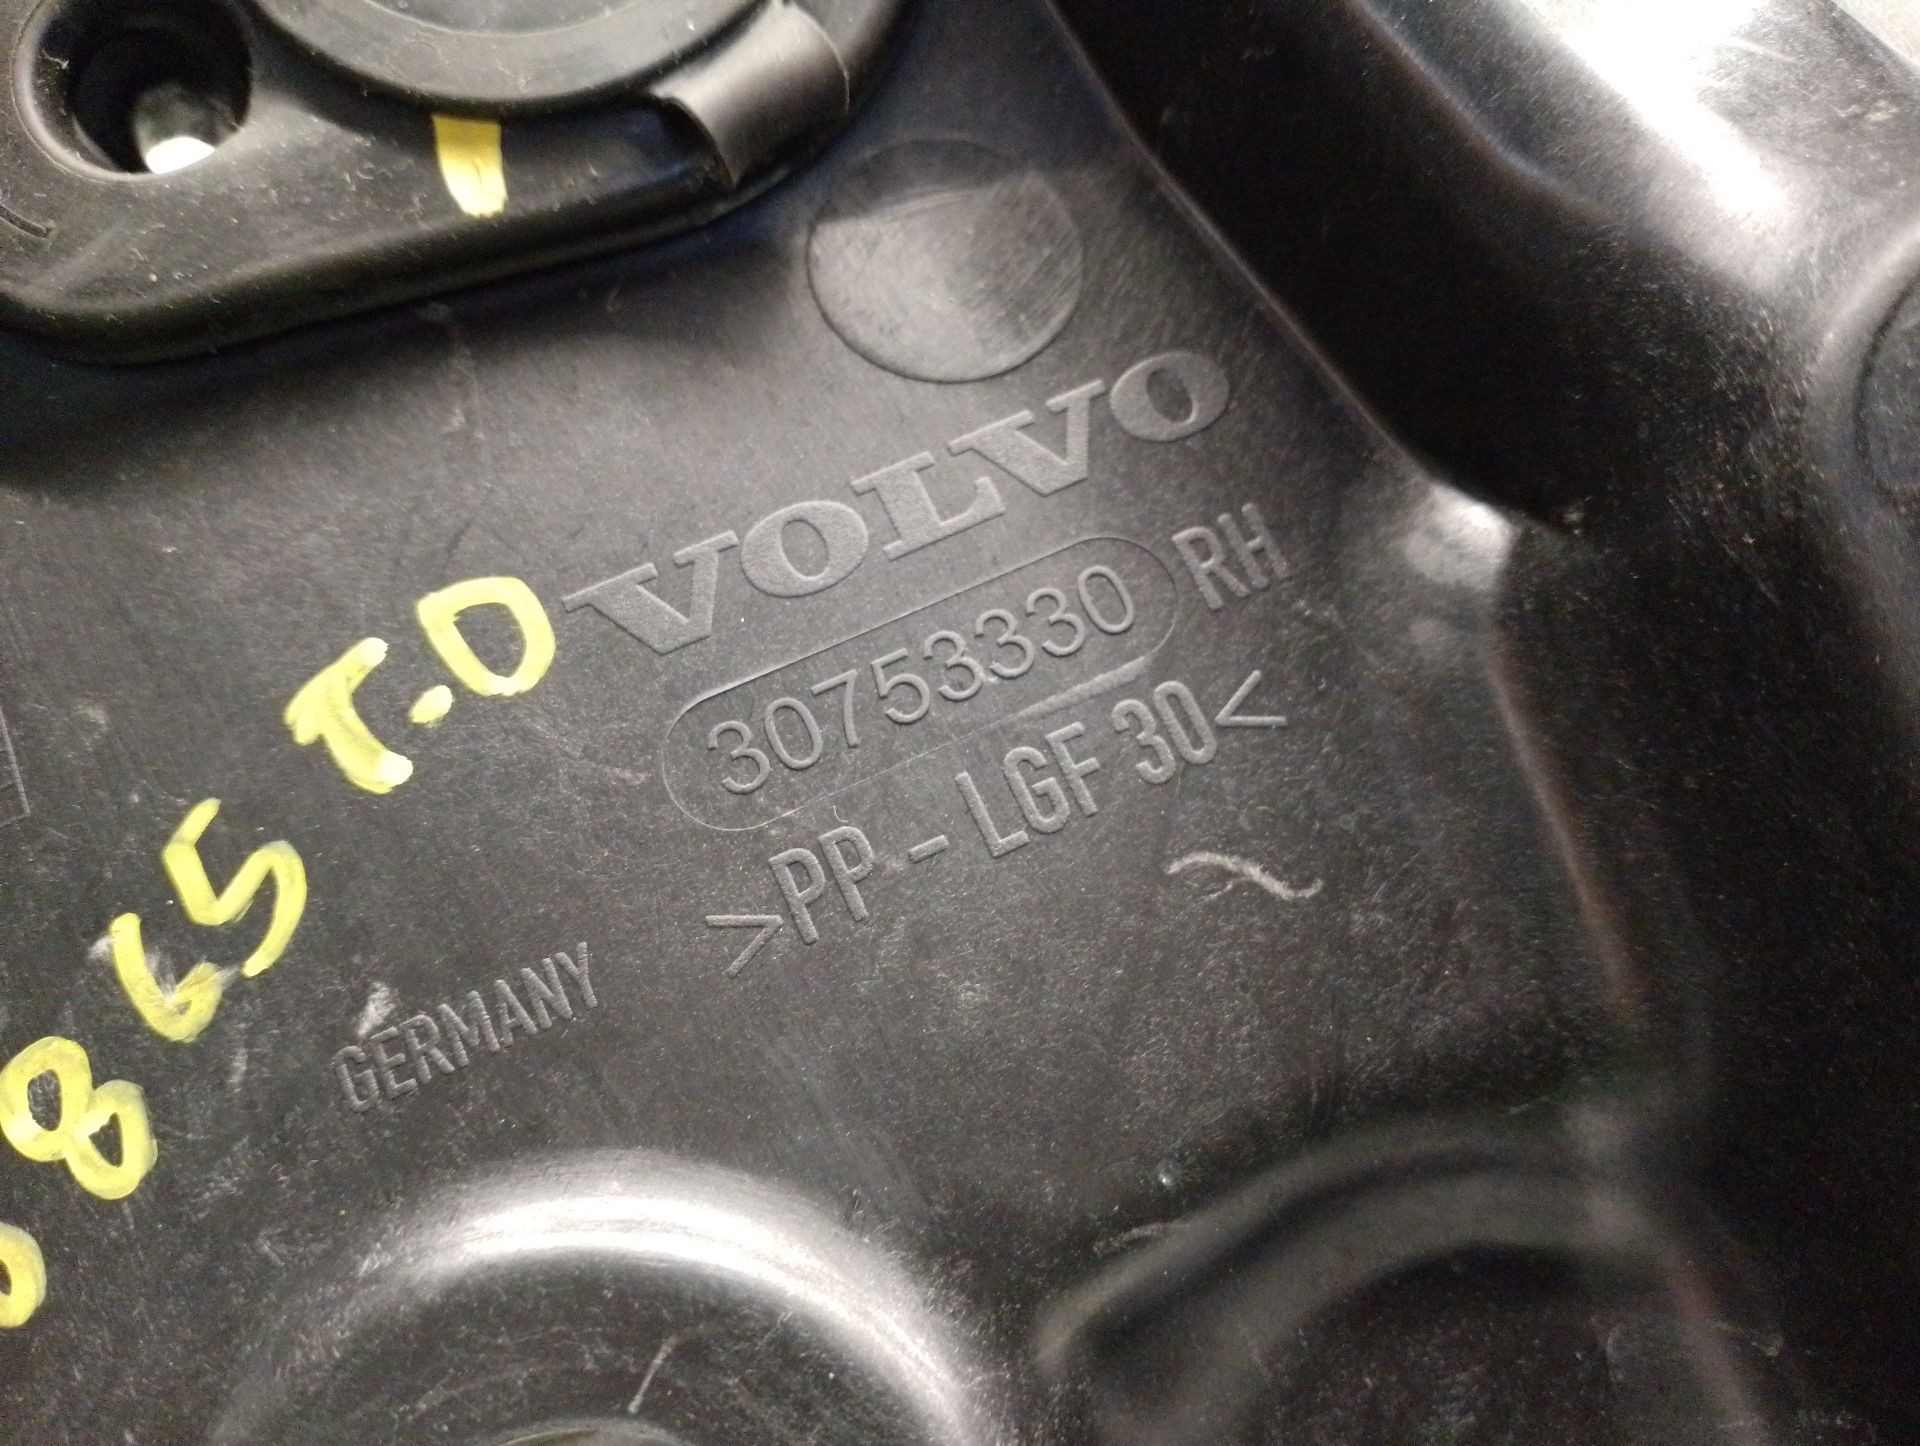 VOLVO
30753330 RH
>PP-LGF 30<
GERMANY
865 T.D